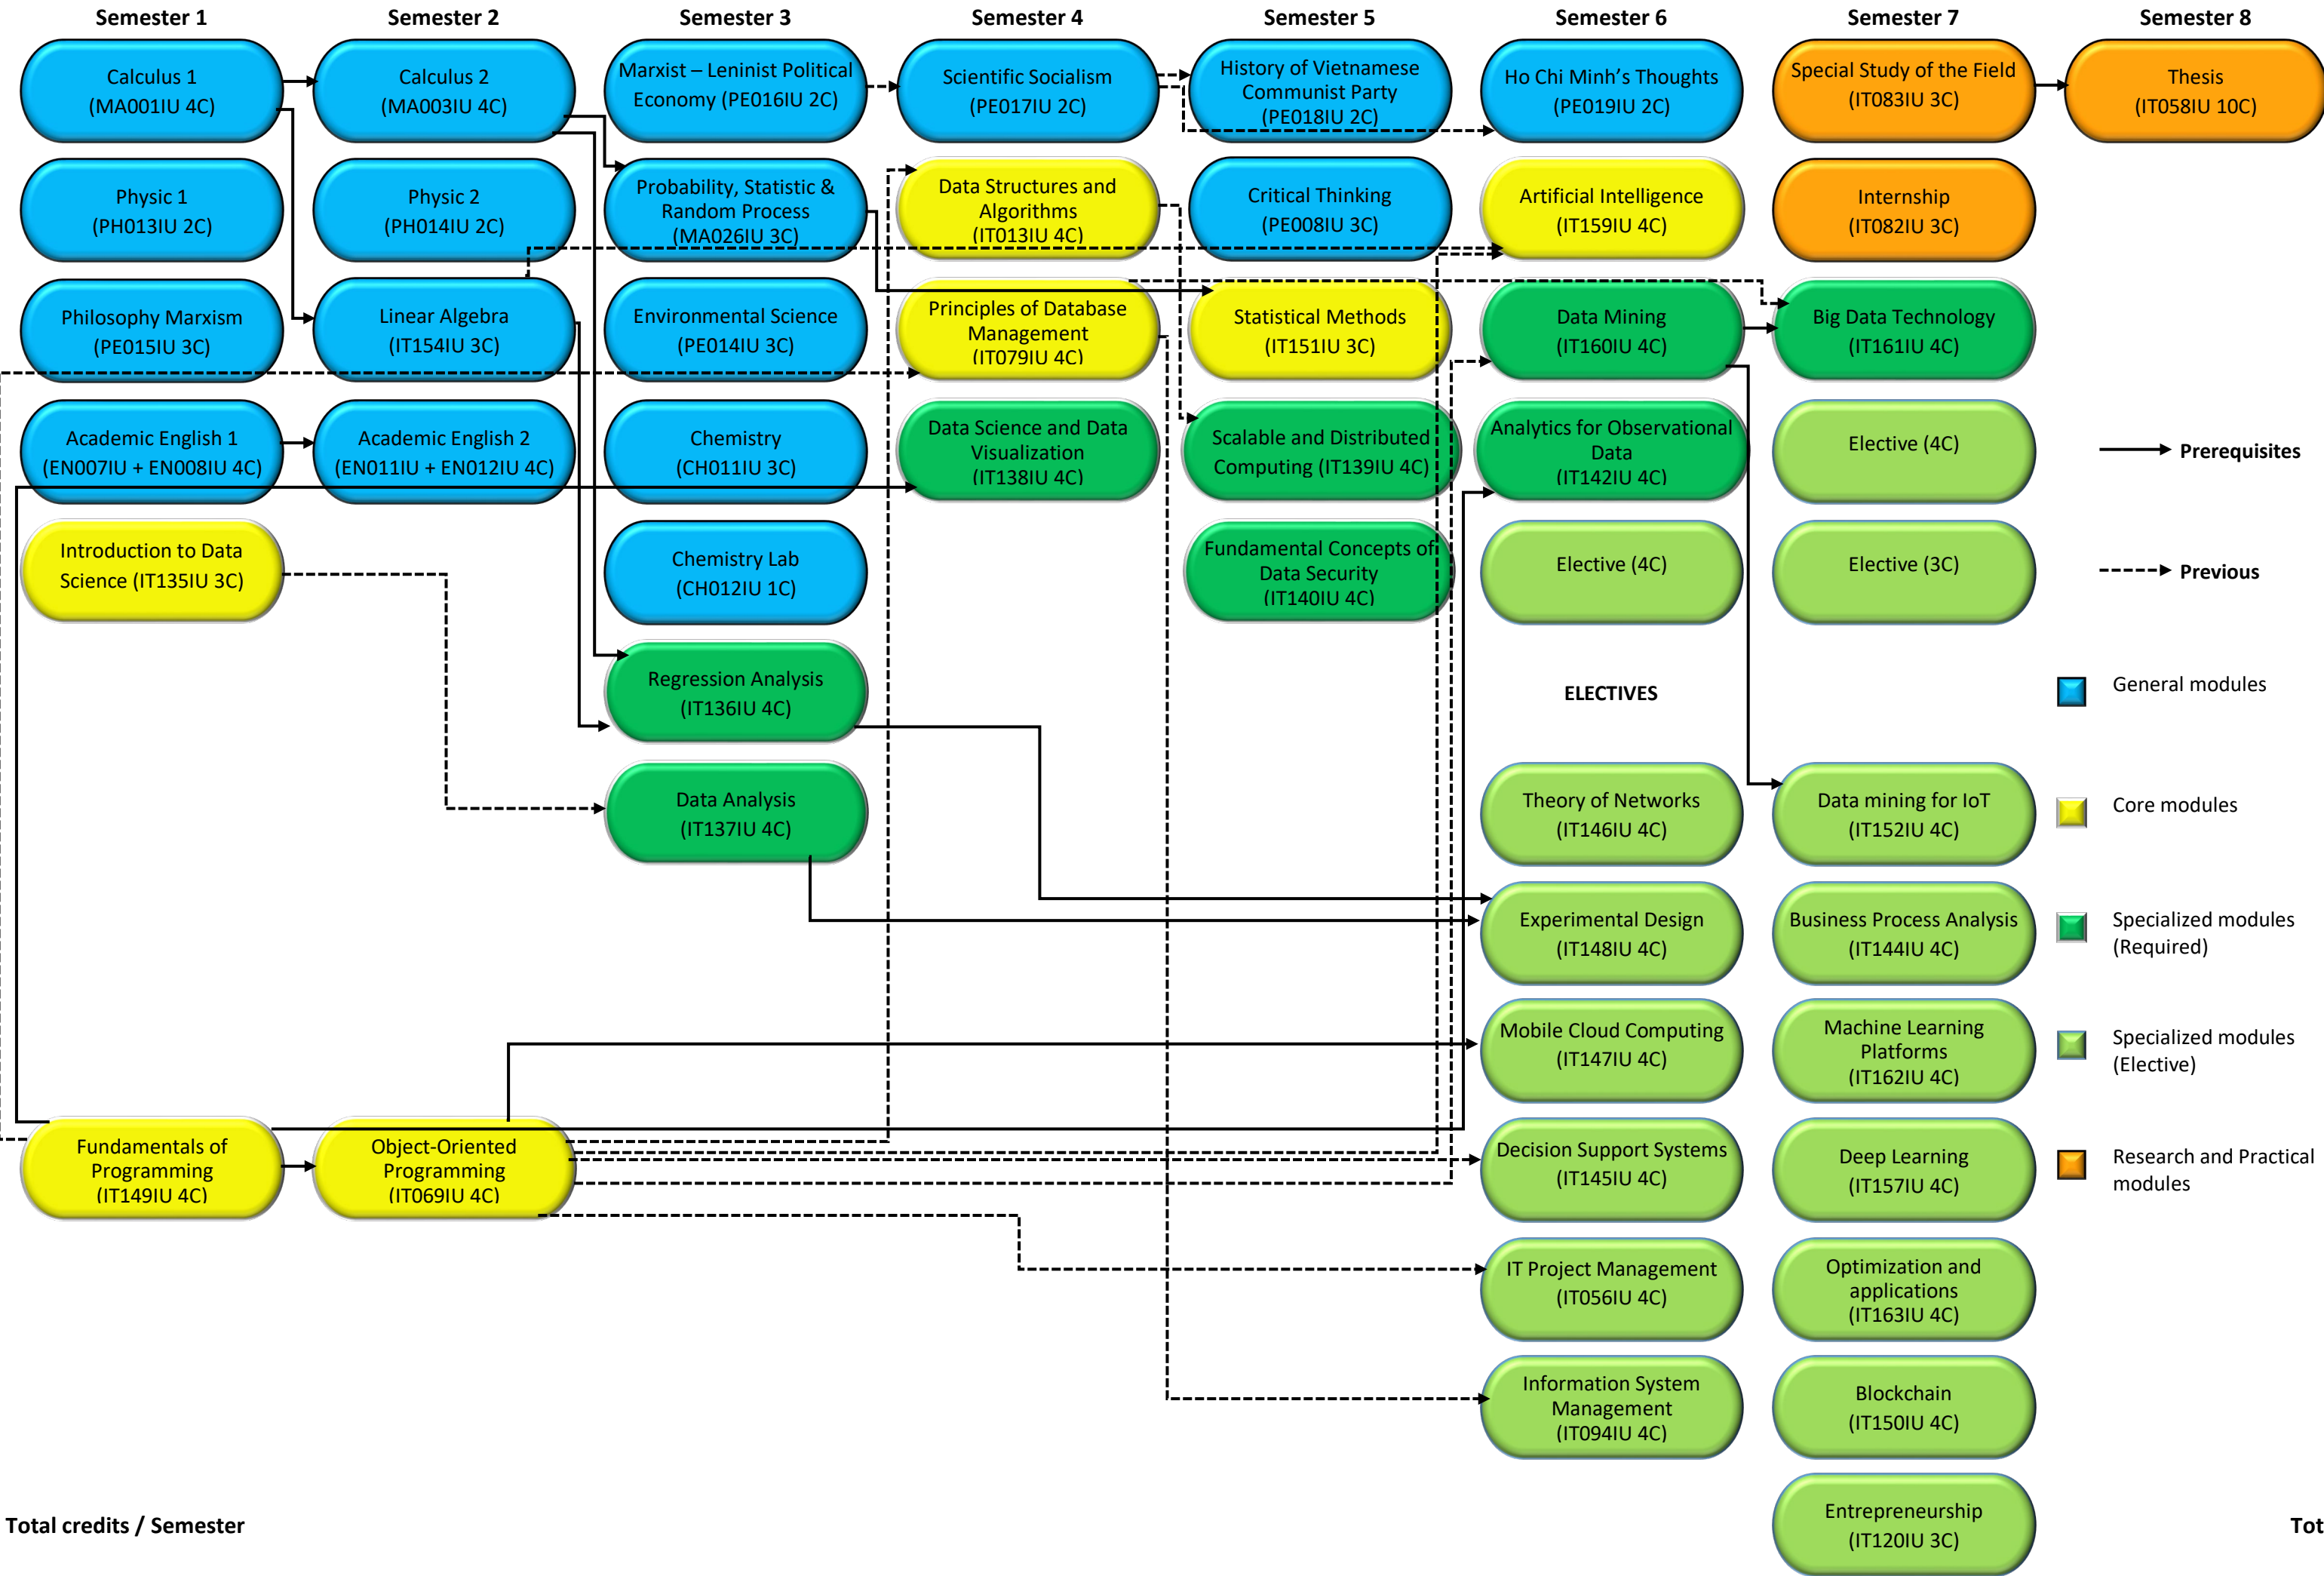 Semester 1
Semester 2
Semester 3
Semester 4
Semester 5
Semester 6
Semester 7
Semester 8
Calculus 1
(MA001IU 4C)
Calculus 2
(MA003IU 4C)
Marxist – Leninist Political
Economy (PE016IU 2C)
Scientific Socialism
(PE017IU 2C)
History of Vietnamese
Communist Party
(PE018IU 2C)
Ho Chi Minh's Thoughts
(PE019IU 2C)
Special Study of the Field
(IT083IU 3C)
Thesis
(IT058IU 10C)
Physic 1
(PH013IU 2C)
Physic 2
(PH014IU 2C)
Probability, Statistic &
Random Process
(MA026IU 3C)
Data Structures and
Algorithms
(IT013IU 4C)
Critical Thinking
(PE008IU 3C)
Artificial Intelligence
(IT159IU 4C)
Internship
(IT082IU 3C)
Philosophy Marxism
(PE015IU 3C)
Linear Algebra
(IT154IU 3C)
Environmental Science
(PE014IU 3C)
Principles of Database
Management
(IT079IU 4C)
Statistical Methods
(IT151IU 3C)
Data Mining
(IT160IU 4C)
Big Data Technology
(IT161IU 4C)
Academic English 1
(EN007IU + EN008IU 4C)
Academic English 2
(EN011IU + EN012IU 4C)
Chemistry
(CH011IU 3C)
Data Science and Data
Visualization
(IT138IU 4C)
Scalable and Distributed
Computing (IT139IU 4C)
Analytics for Observational
Data
(IT142IU 4C)
Elective (4C)
Prerequisites
Introduction to Data
Science (IT135IU 3C)
Chemistry Lab
(CH012IU 1C)
Fundamental Concepts of
Data Security
(IT140IU 4C)
Elective (4C)
Elective (3C)
Previous
Regression Analysis
(IT136IU 4C)
ELECTIVES
General modules
Data Analysis
(IT137IU 4C)
Theory of Networks
(IT146IU 4C)
Data mining for IoT
(IT152IU 4C)
Core modules
Experimental Design
(IT148IU 4C)
Business Process Analysis
(IT144IU 4C)
Specialized modules
(Required)
Mobile Cloud Computing
(IT147IU 4C)
Machine Learning
Platforms
(IT162IU 4C)
Specialized modules
(Elective)
Fundamentals of
Programming
(IT149IU 4C)
Object-Oriented
Programming
(IT069IU 4C)
Decision Support Systems
(IT145IU 4C)
Deep Learning
(IT157IU 4C)
Research and Practical
modules
IT Project Management
(IT056IU 4C)
Optimization and
applications
(IT163IU 4C)
Information System
Management
(IT094IU 4C)
Blockchain
(IT150IU 4C)
Entrepreneurship
(IT120IU 3C)
Total credits / Semester
Tot